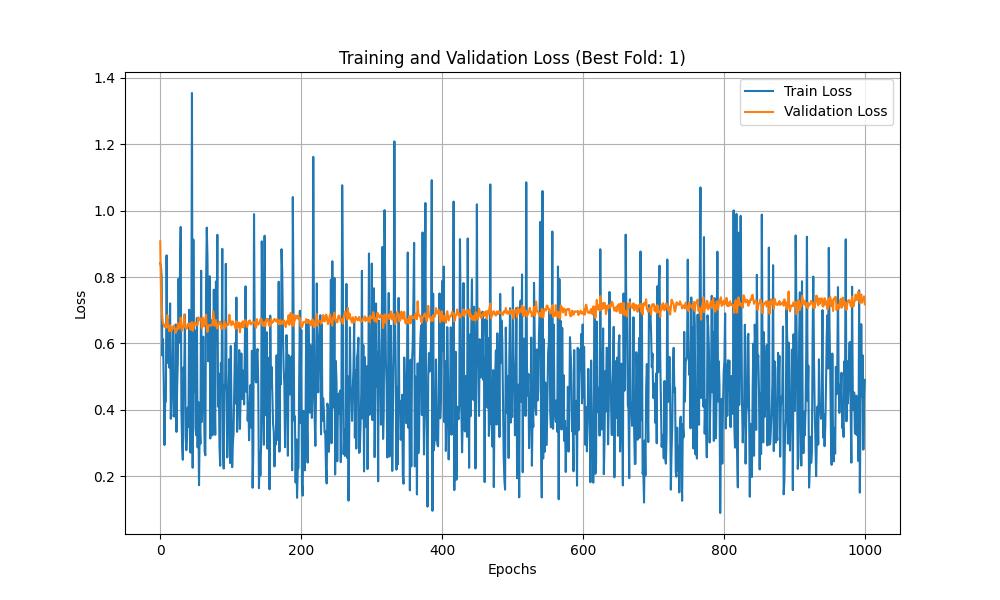 Training and Validation Loss (Best Fold: 1)
Train Loss
Validation Loss
Loss
1.4
1.2
1.0
0.8
0.6
0.4
0.2
0
200
400
600
800
1000
Epochs